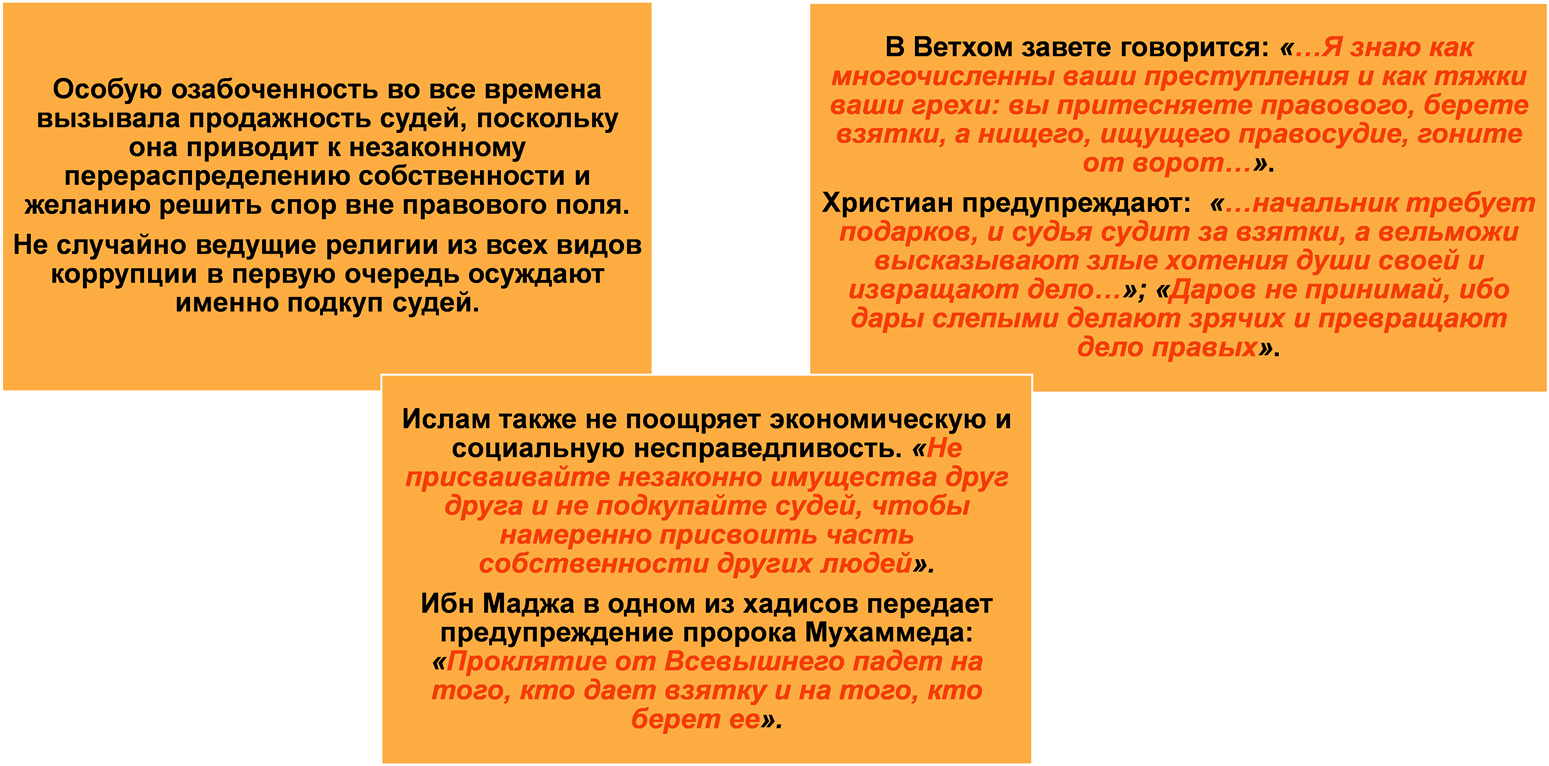 Особую озабоченность во все времена
вызывала продажность судей, поскольку
она приводит к незаконному
перераспределению собственности и
желанию решить спор вне правового поля.
Не случайно ведущие религии из всех видов
коррупции в первую очередь осуждают
именно подкуп судей.
В Ветхом завете говорится: «…Я знаю как
многочисленны ваши преступления и как тяжки
ваши грехи: вы притесняете правового, берете
взятки, а нищего, ищущего правосудие, гоните
от ворот…».
Христиан предупреждают: «…начальник требует
подарков, и судья судит за взятки, а вельможи
высказывают злые хотения души своей и
извращают дело…»; «Даров не принимай, ибо
дары слепыми делают зрячих и превращают
дело правых».
Ислам также не поощряет экономическую и
социальную несправедливость. «Не
присваивайте незаконно имущества друг
друга и не подкупайте судей, чтобы
намеренно присвоить часть
собственности других людей».
Ибн Маджа в одном из хадисов передает
предупреждение пророка Мухаммеда:
«Проклятие от Всевышнего падет на
того, кто дает взятку и на того, кто
берет ее».